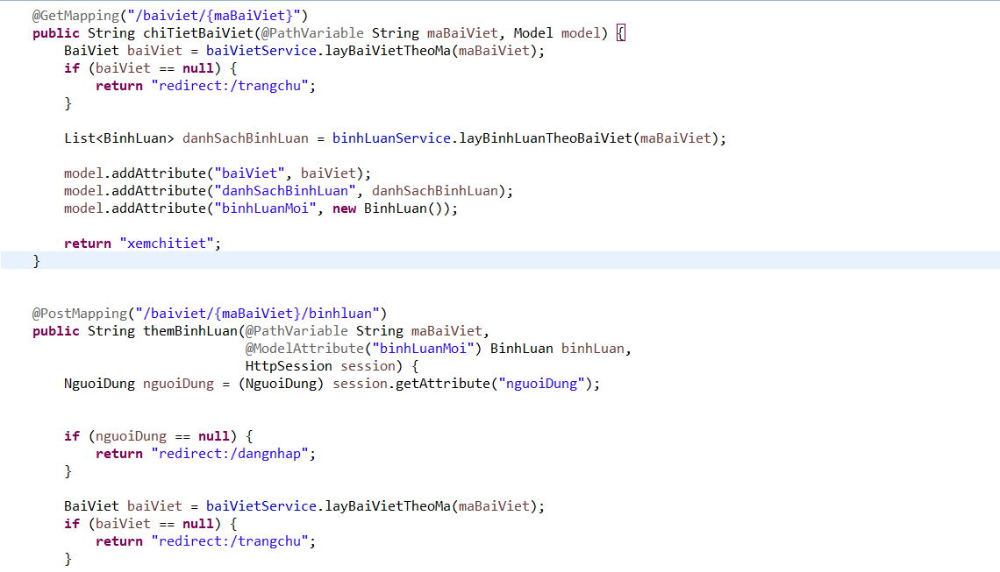 @GetMapping("/baiviet/{maBaiViet}")
public String chiTietBaiViet(@PathVariable String maBaiViet, Model model) {
    BaiViet baiViet = baiVietService.layBaiVietTheoMa(maBaiViet);
    if (baiViet == null) {
        return "redirect:/trangchu";
    }
    List<BinhLuan> danhSachBinhLuan = binhLuanService.layBinhLuanTheoBaiViet(maBaiViet);
    model.addAttribute("baiViet", baiViet);
    model.addAttribute("danhSachBinhLuan", danhSachBinhLuan);
    model.addAttribute("binhLuanMoi", new BinhLuan());
    return "xemchitiet";
}
@PostMapping("/baiviet/{maBaiViet}/binhluan")
public String themBinhLuan(@PathVariable String maBaiViet,
                           @ModelAttribute("binhLuanMoi") BinhLuan binhLuan,
                           HttpSession session) {
    NguoiDung nguoiDung = (NguoiDung) session.getAttribute("nguoiDung");
    if (nguoiDung == null) {
        return "redirect:/dangnhap";
    }
    BaiViet baiViet = baiVietService.layBaiVietTheoMa(maBaiViet);
    if (baiViet == null) {
        return "redirect:/trangchu";
    }